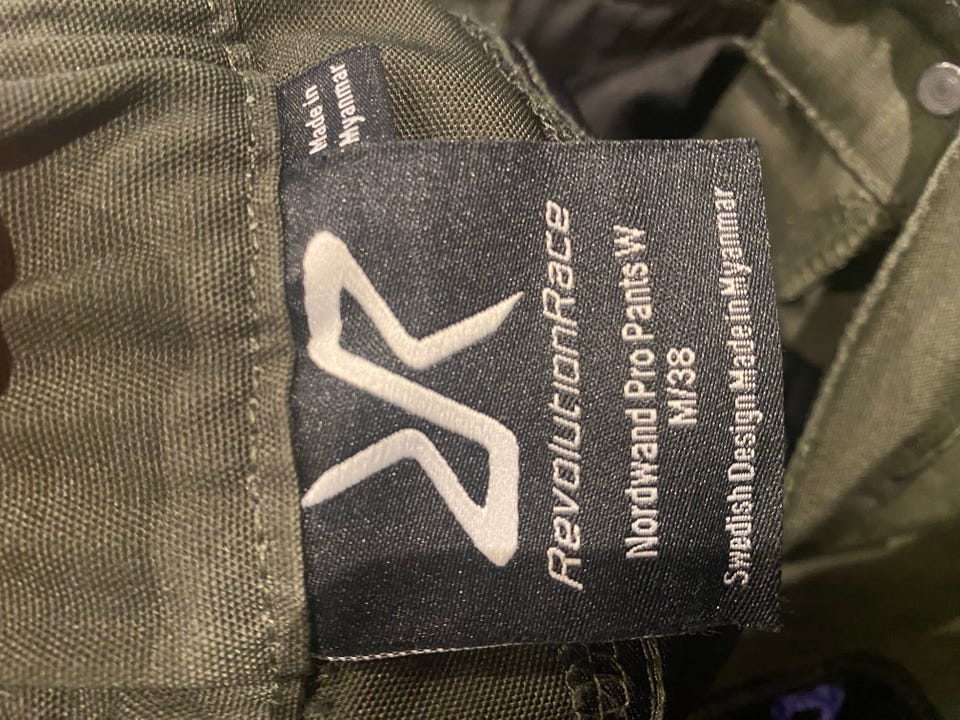 Made in
Myanmar
RevolutionRace
Nordwand Pro Pants W
M/38
Swedish Design Made in Myanmar